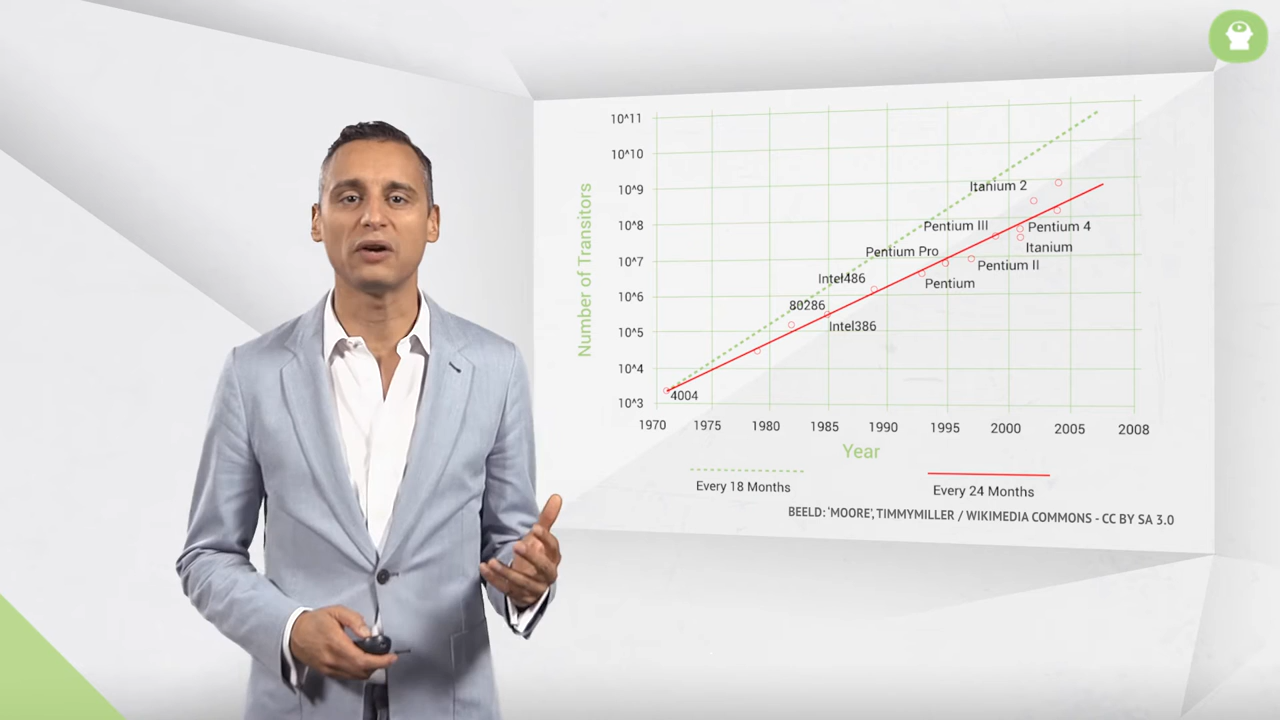 10^11
10^10
10^9
10^8
10^7
10^6
10^5
10^4
10^3
Number of Transitors
Itanium 2
Pentium III
Pentium 4
Itanium
Pentium Pro
Pentium II
Intel486
Pentium
80286
Intel386
4004
1970 1975 1980 1985 1990 1995 2000 2005 2008
Year
Every 18 Months
Every 24 Months
BEELD: 'MOORE', TIMMYMILLER / WIKIMEDIA COMMONS - CC BY SA 3.0